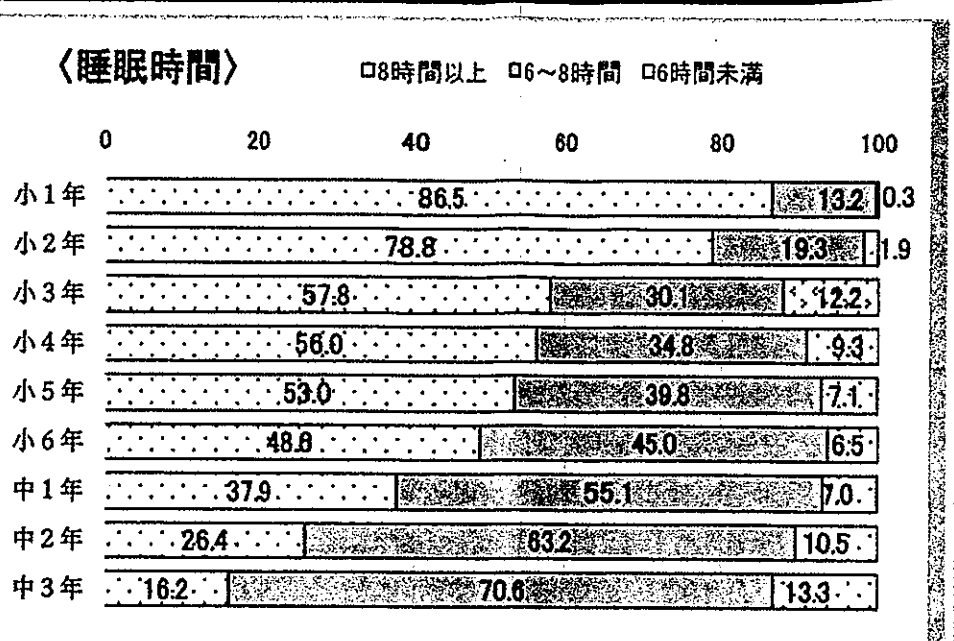 〈睡眠時間〉
□8時間以上 □6~8時間 □6時間未満
0 20 40 60 80 100
小1年 86.5 13.2 0.3
小2年 78.8 19.3 1.9
小3年 57.8 30.1 12.2
小4年 56.0 34.8 9.3
小5年 53.0 39.8 7.1
小6年 48.6 45.0 6.5
中1年 37.9 55.1 7.0
中2年 26.4 63.2 10.5
中3年 16.2 70.6 13.3